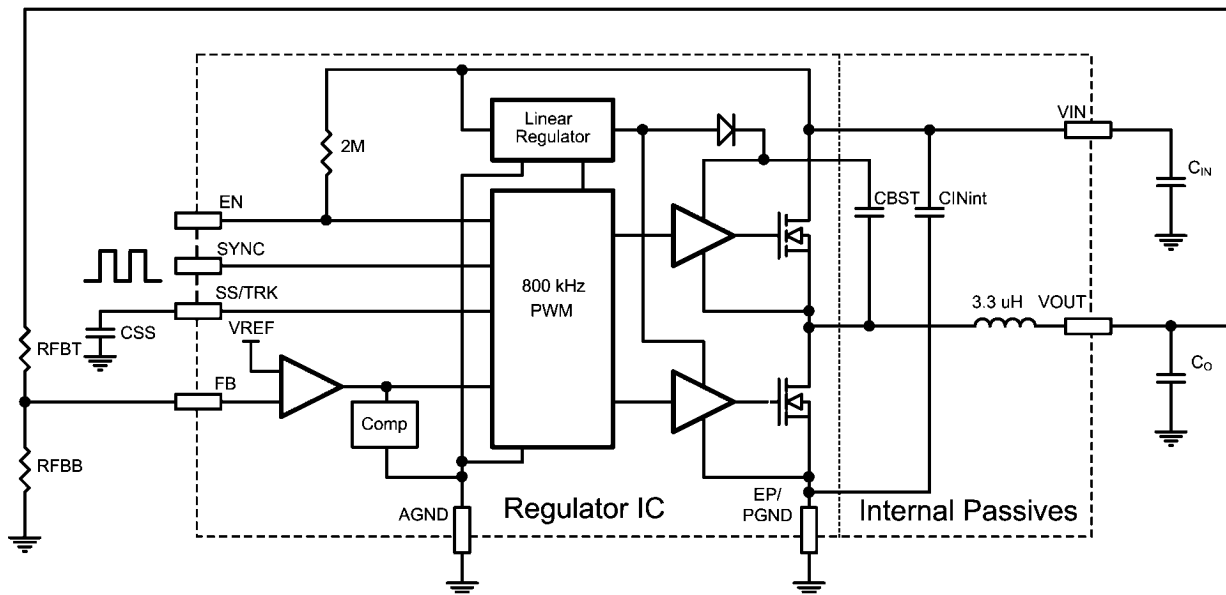 VIN
Linear
Regulator
2M
CIN
EN
CBST
CINint
SYNC
800 kHz
PWM
SS/TRK
3.3 uH
VOUT
CSS
VREF
RFBT
FB
CO
Comp
RFBB
AGND
Regulator IC
EP/
PGND
Internal Passives